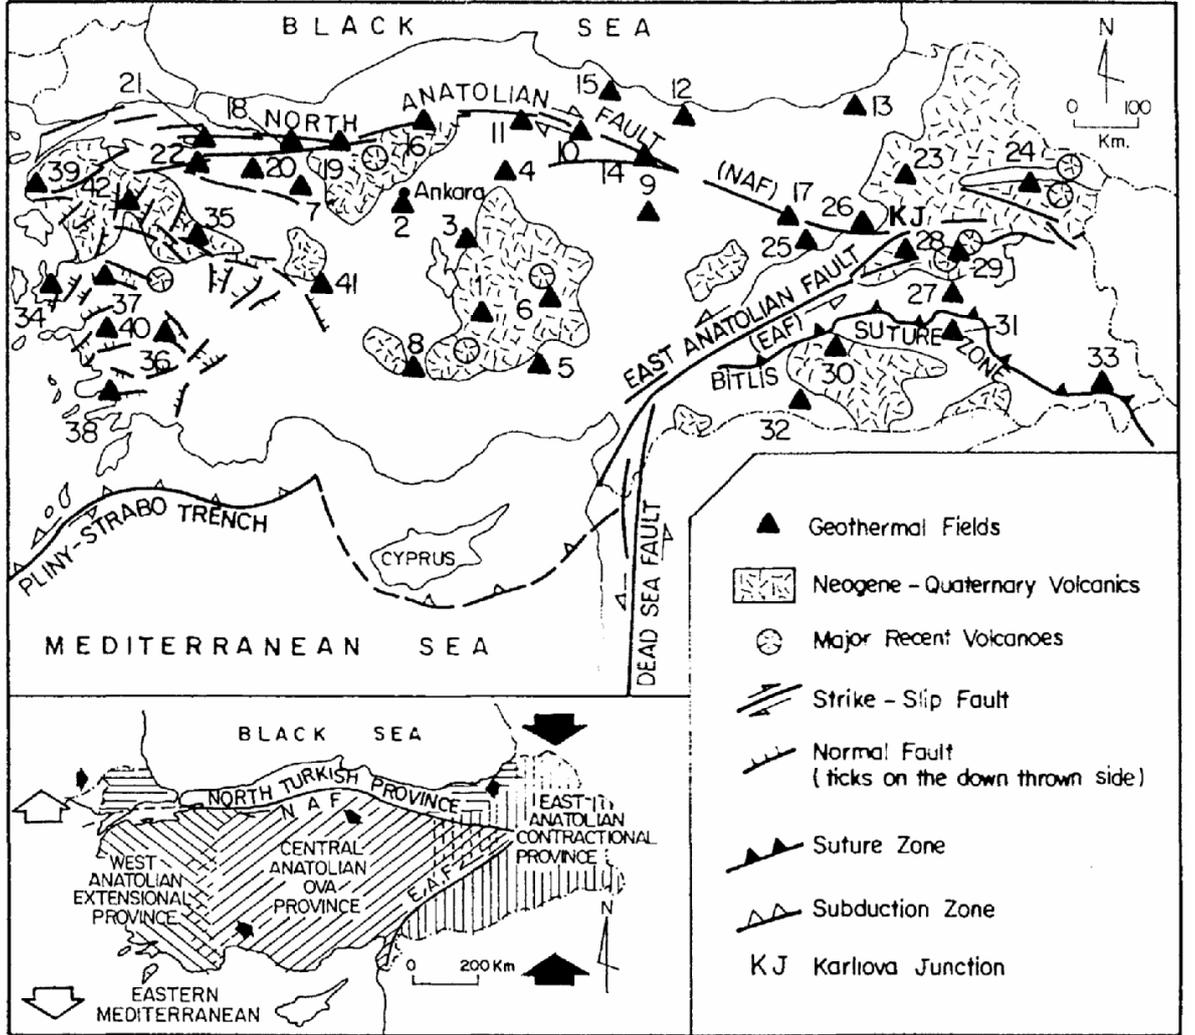 BLACK SEA
N
0 100
Km.
21
18
NORTH
ANATOLIAN
FAULT
(NAF)
15
12
13
11
10
16
22
20
19
7
39
42
35
Ankara
2
4
14
9
3
17
26
KJ
25
23
24
28
29
27
34
37
40
36
38
41
1
6
8
5
EAST ANATOLIAN FAULT
(EAF)
BİTLİS
SUTURE
ZONE
31
30
32
33
PLINY-STRABO TRENCH
CYPRUS
DEAD SEA FAULT
MEDITERRANEAN SEA
Geothermal Fields
Neogene - Quaternary Volcanics
Major Recent Volcanoes
Strike - Slip Fault
Normal Fault
(ticks on the down thrown side)
Suture Zone
Subduction Zone
KJ Karlıova Junction
BLACK SEA
NORTH TURKISH PROVINCE
N A F
WEST
ANATOLIAN
EXTENSIONAL
PROVINCE
CENTRAL
ANATOLIAN
OVA
PROVINCE
EAST
ANATOLIAN
CONTRACTIONAL
PROVINCE
E.A.F
N
0 200 Km
EASTERN
MEDITERRANEAN